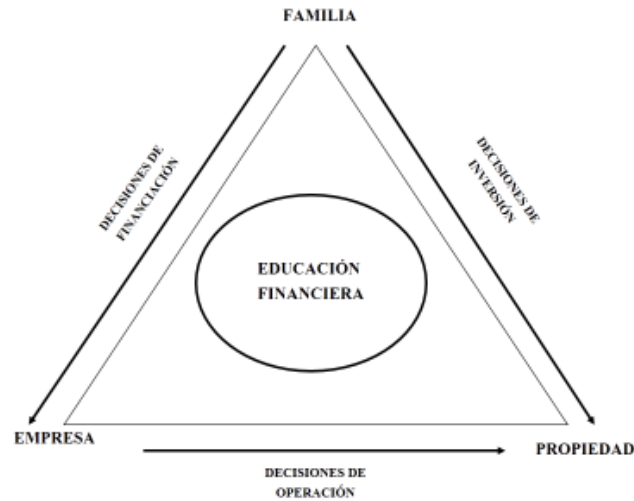 FAMILIA
DECISIONES DE
FINANCIACIÓN
DECISIONES DE
INVERSIÓN
EDUCACIÓN
FINANCIERA
EMPRESA
PROPIEDAD
DECISIONES DE
OPERACIÓN